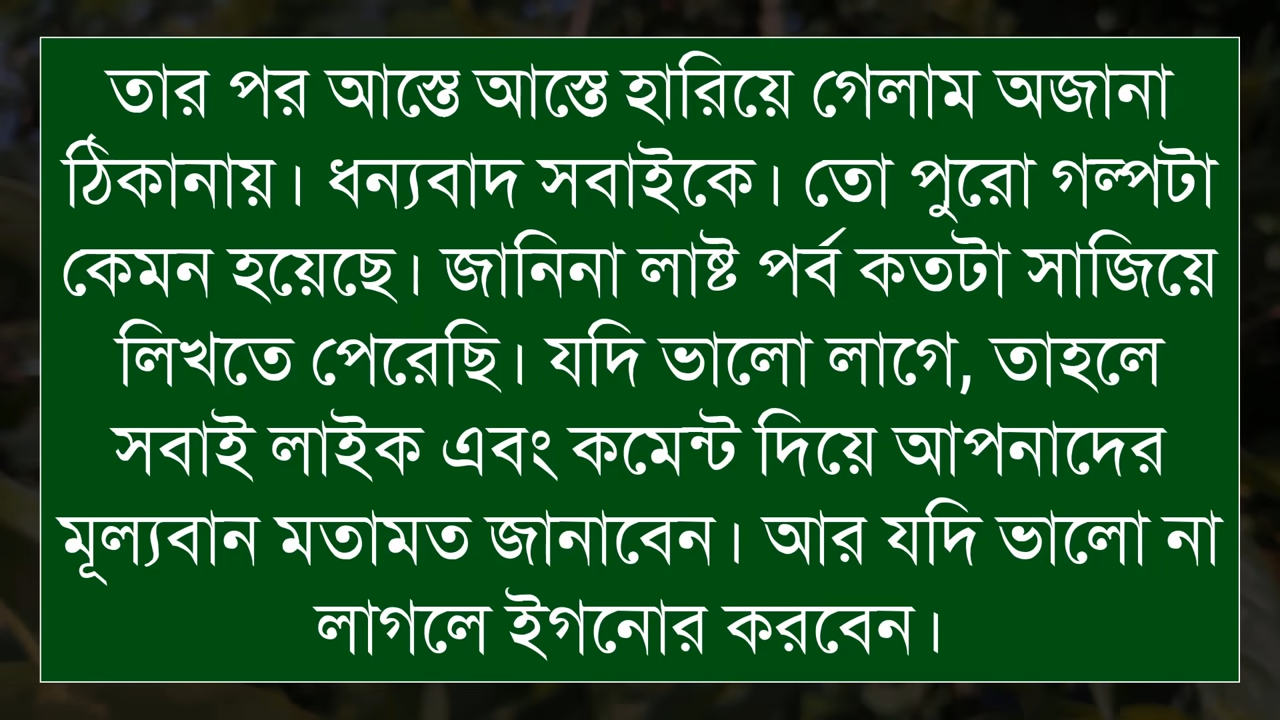 তার পর আস্তে আস্তে হারিয়ে গেলাম অজানা
ঠিকানায়। ধন্যবাদ সবাইকে। তো পুরো গল্পটা
কেমন হয়েছে। জানিনা লাষ্ট পর্ব কতটা সাজিয়ে
লিখতে পেরেছি। যদি ভালো লাগে, তাহলে
সবাই লাইক এবং কমেন্ট দিয়ে আপনাদের
মূল্যবান মতামত জানাবেন। আর যদি ভালো না
লাগলে ইগনোর করবেন।